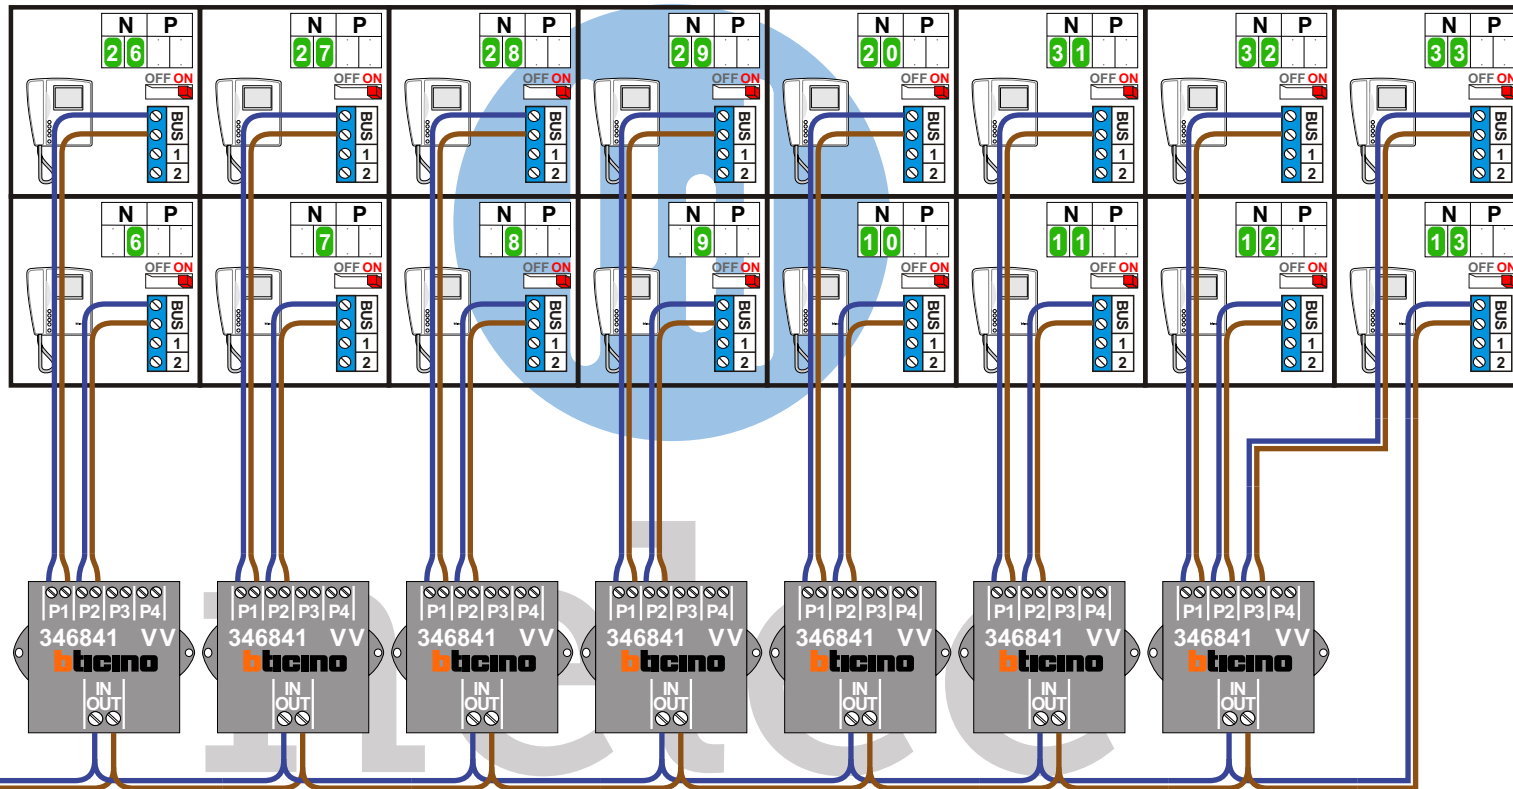 N P N P N P N P N P N P N P N P
26 27 28 29 20 31 32 33
OFF ON OFF ON OFF ON OFF ON OFF ON OFF ON OFF ON OFF ON
BUS BUS BUS BUS BUS BUS BUS BUS
1 1 1 1 1 1 1 1
2 2 2 2 2 2 2 2
N P N P N P N P N P N P N P N P
6 7 8 9 10 11 12 13
OFF ON OFF ON OFF ON OFF ON OFF ON OFF ON OFF ON OFF ON
BUS BUS BUS BUS BUS BUS BUS BUS
1 1 1 1 1 1 1 1
2 2 2 2 2 2 2 2
P1 P2 P3 P4 P1 P2 P3 P4 P1 P2 P3 P4 P1 P2 P3 P4 P1 P2 P3 P4 P1 P2 P3 P4 P1 P2 P3 P4
346841 VV 346841 VV 346841 VV 346841 VV 346841 VV 346841 VV 346841 VV
bticino bticino bticino bticino bticino bticino bticino
IN IN IN IN IN IN IN
OUT OUT OUT OUT OUT OUT OUT